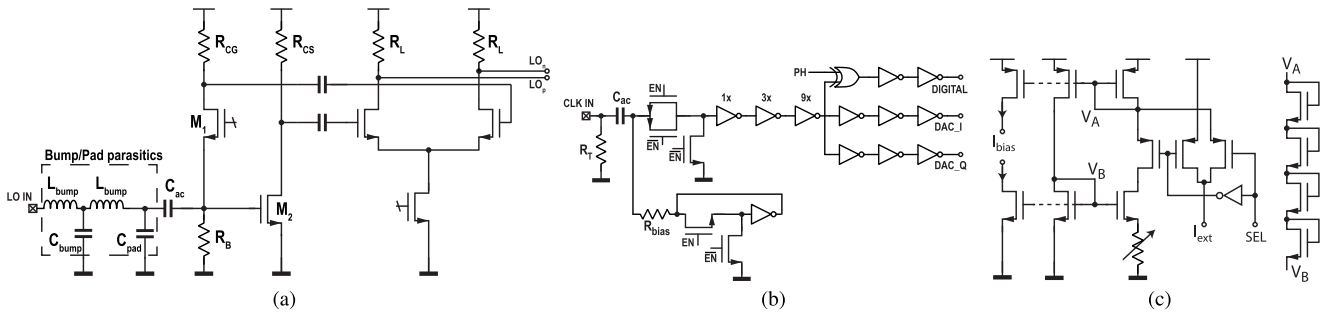 R_CG
R_CS
R_L
R_L
LO_n
LO_p
M_1
Bump/Pad parasitics
LO IN
L_bump
L_bump
C_ac
C_bump
C_pad
R_B
M_2
(a)
PH
DIGITAL
CLK IN
C_ac
EN
1x
3x
9x
R_T
EN
EN
DAC_I
DAC_Q
R_bias
EN
EN
(b)
V_A
I_bias
V_B
I_ext
SEL
V_A
V_B
(c)